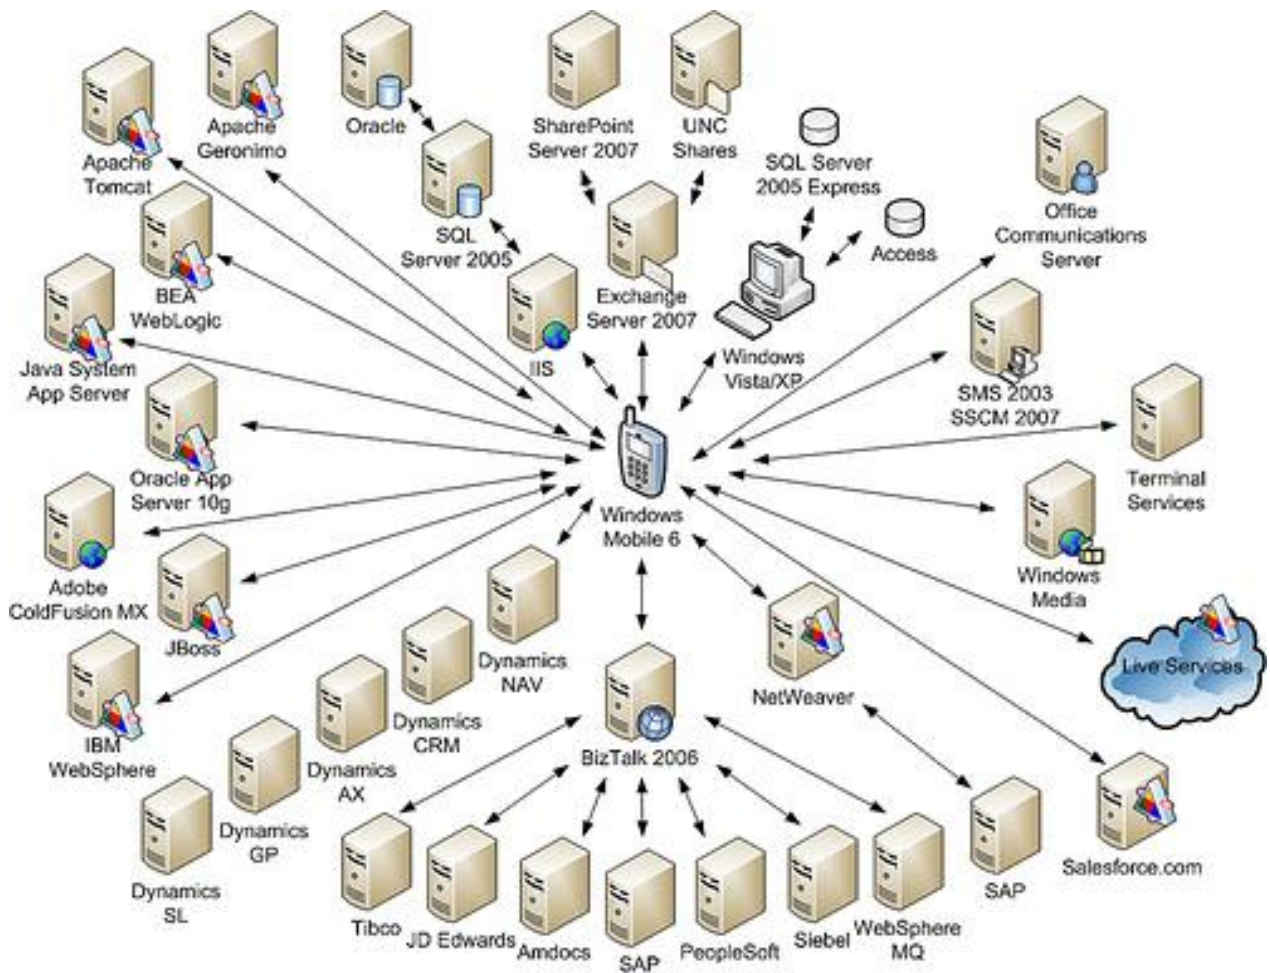 Apache
Tomcat
Apache
Geronimo
Oracle
SharePoint
Server 2007
UNC
Shares
SQL Server
2005 Express
Access
Office
Communications
Server
SQL
Server 2005
BEA
WebLogic
IIS
Exchange
Server 2007
Windows
Vista/XP
Java System
App Server
SMS 2003
SSCM 2007
Oracle App
Server 10g
Terminal
Services
Windows
Mobile 6
Adobe
ColdFusion MX
JBoss
Windows
Media
Live Services
Dynamics
NAV
NetWeaver
IBM
WebSphere
Dynamics
CRM
BizTalk 2006
Dynamics
AX
Dynamics
GP
Dynamics
SL
Tibco
JD Edwards
Amdocs
SAP
PeopleSoft
Siebel
WebSphere
MQ
SAP
Salesforce.com